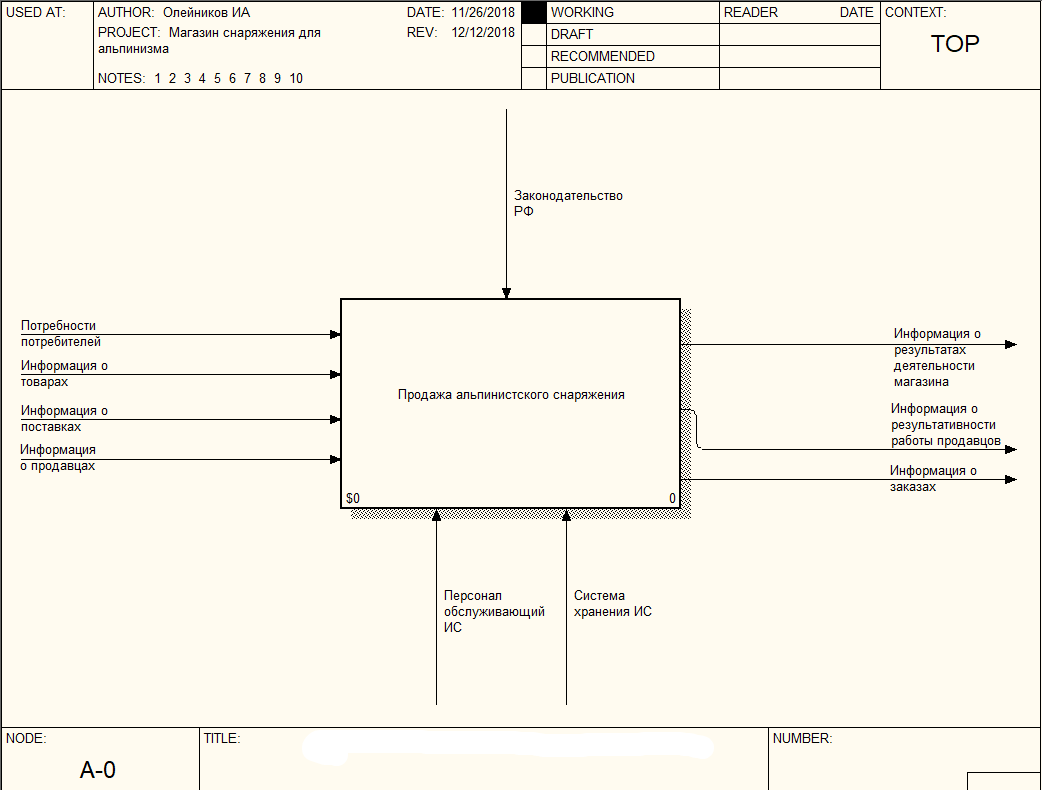 USED AT:
AUTHOR: Олейников ИА
DATE: 11/26/2018
PROJECT: Магазин снаряжения для
альпинизма
REV: 12/12/2018
NOTES: 1 2 3 4 5 6 7 8 9 10
WORKING
DRAFT
RECOMMENDED
PUBLICATION
READER DATE
CONTEXT:
TOP
Законодательство
РФ
Потребности
потребителей
Информация о
товарах
Информация о
поставках
Информация
о продавцах
Продажа альпинистского снаряжения
$0
0
Информация о
результатах
деятельности
магазина
Информация о
результативности
работы продавцов
Информация о
заказах
Персонал
обслуживающий
ИС
Система
хранения ИС
NODE:
A-0
TITLE:
NUMBER: